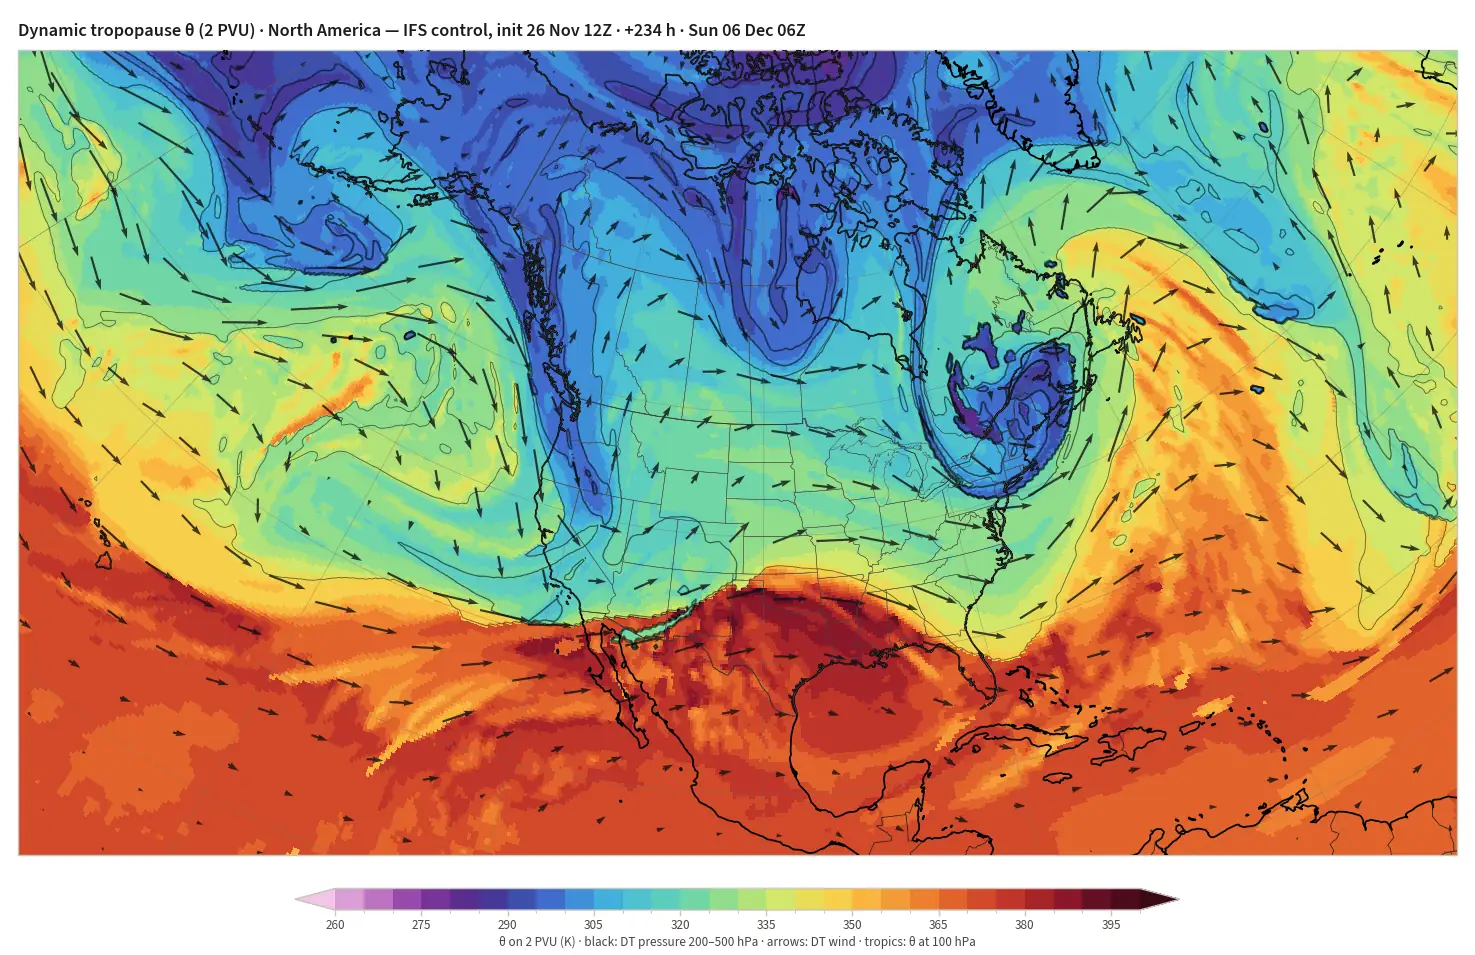 Dynamic tropopause θ (2 PVU) · North America — IFS control, init 26 Nov 12Z · +234 h · Sun 06 Dec 06Z
260 275 290 305 320 335 350 365 380 395
θ on 2 PVU (K) · black: DT pressure 200–500 hPa · arrows: DT wind · tropics: θ at 100 hPa